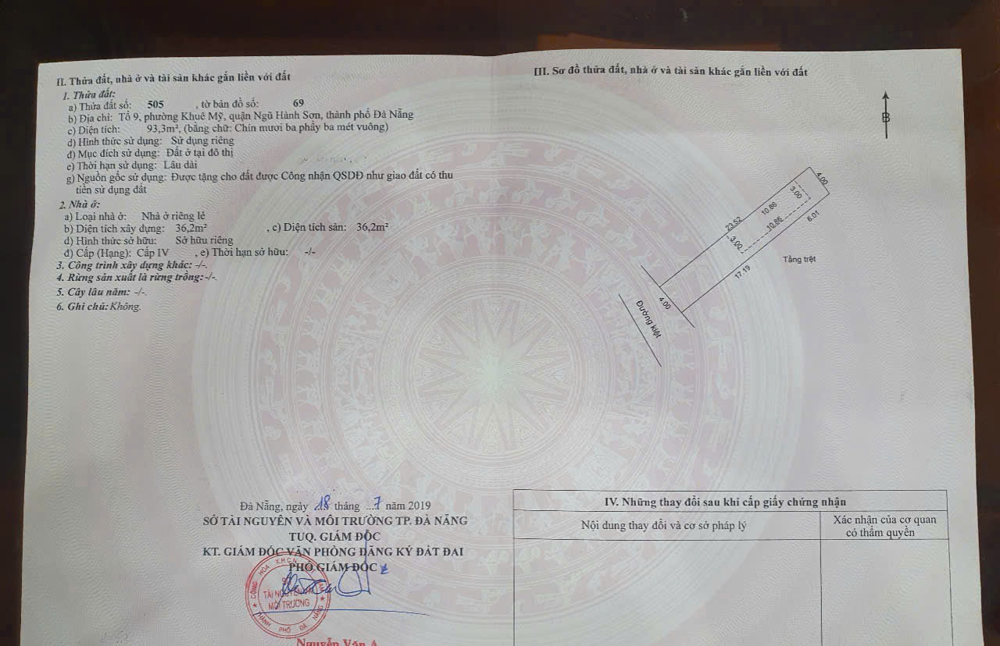 II. Thửa đất, nhà ở và tài sản khác gắn liền với đất
1. Thửa đất:
a) Thửa đất số: 505 , tờ bản đồ số: 69
b) Địa chỉ: Tổ 9, phường Khuê Mỹ, quận Ngũ Hành Sơn, thành phố Đà Nẵng
c) Diện tích: 93,3m², (bằng chữ: Chín mươi ba phẩy ba mét vuông)
d) Hình thức sử dụng: Sử dụng riêng
đ) Mục đích sử dụng: Đất ở tại đô thị
e) Thời hạn sử dụng: Lâu dài
g) Nguồn gốc sử dụng: Được tặng cho đất được Công nhận QSDĐ như giao đất có thu
tiền sử dụng đất
2. Nhà ở:
a) Loại nhà ở: Nhà ở riêng lẻ
b) Diện tích xây dựng: 36,2m² , c) Diện tích sàn: 36,2m²
d) Hình thức sở hữu: Sở hữu riêng
đ) Cấp (Hạng): Cấp IV , e) Thời hạn sở hữu: -/-
3. Công trình xây dựng khác: -/-.
4. Rừng sản xuất là rừng trồng:-/-.
5. Cây lâu năm: -/-.
6. Ghi chú: Không.
III. Sơ đồ thửa đất, nhà ở và tài sản khác gắn liền với đất
B
4.00
3.00
10.86
23.52
10.86
6.01
3.00
Tầng trệt
17.19
4.00
Đường kiệt
Đà Nẵng, ngày 18 tháng ...7 năm 2019
SỞ TÀI NGUYÊN VÀ MÔI TRƯỜNG TP. ĐÀ NẴNG
TUQ. GIÁM ĐỐC
KT. GIÁM ĐỐC VĂN PHÒNG ĐĂNG KÝ ĐẤT ĐAI
PHÓ GIÁM ĐỐC
TÀI NGUYÊN
MÔI TRƯỜNG
THÀNH PHỐ ĐÀ NẴNG
Nguyễn Văn A
IV. Những thay đổi sau khi cấp giấy chứng nhận
Nội dung thay đổi và cơ sở pháp lý
Xác nhận của cơ quan
có thẩm quyền